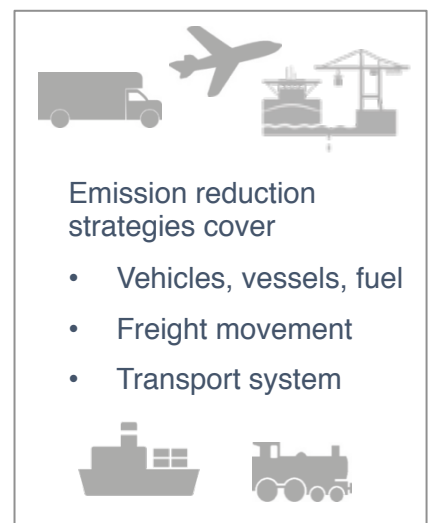 Emission reduction
strategies cover
• Vehicles, vessels, fuel
• Freight movement
• Transport system